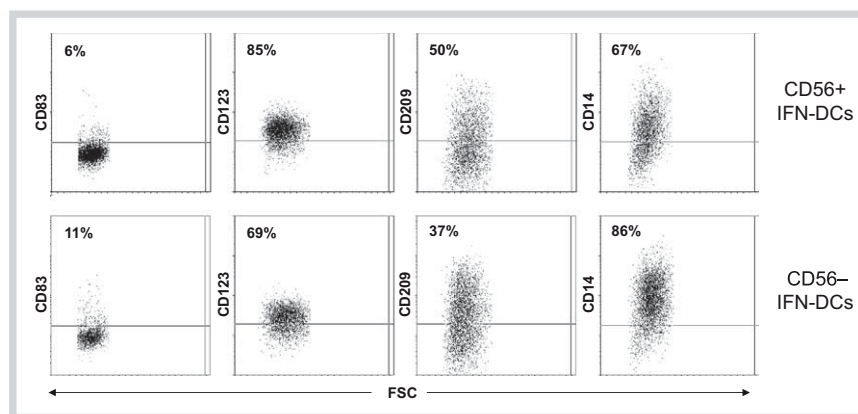 6%
85%
50%
67%
CD83
CD123
CD209
CD14
CD56+
IFN-DCs
11%
69%
37%
86%
CD83
CD123
CD209
CD14
CD56–
IFN-DCs
FSC